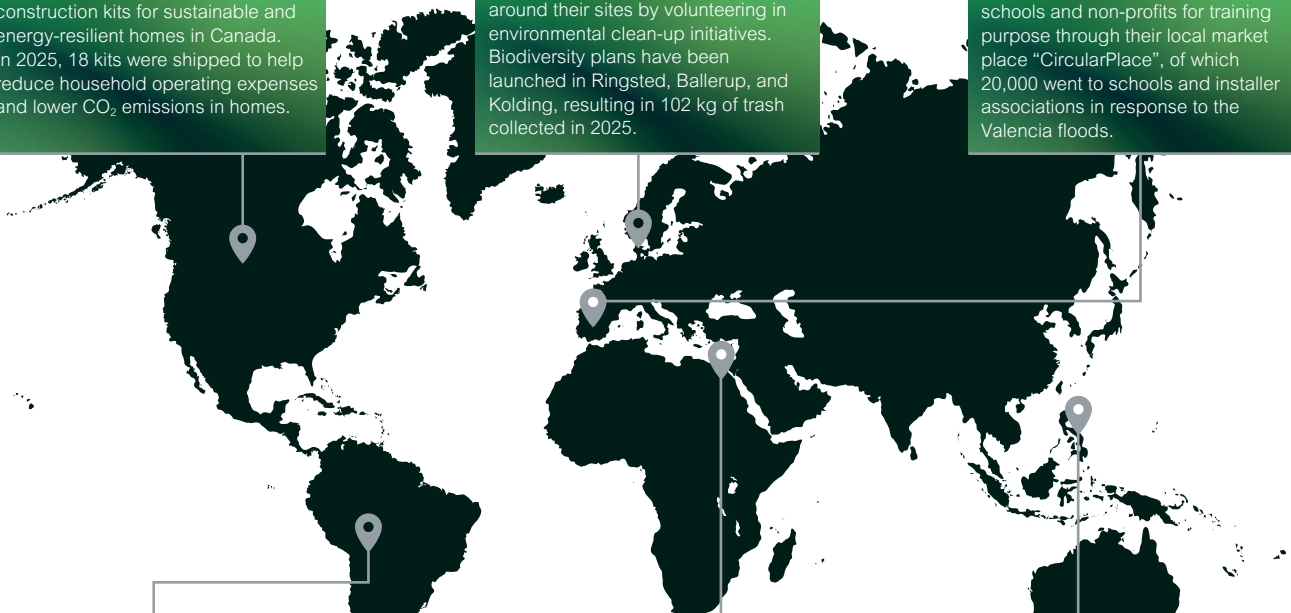 construction kits for sustainable and
energy-resilient homes in Canada.
In 2025, 18 kits were shipped to help
reduce household operating expenses
and lower CO₂ emissions in homes.
around their sites by volunteering in
environmental clean-up initiatives.
Biodiversity plans have been
launched in Ringsted, Ballerup, and
Kolding, resulting in 102 kg of trash
collected in 2025.
schools and non-profits for training
purpose through their local market
place “CircularPlace”, of which
20,000 went to schools and installer
associations in response to the
Valencia floods.